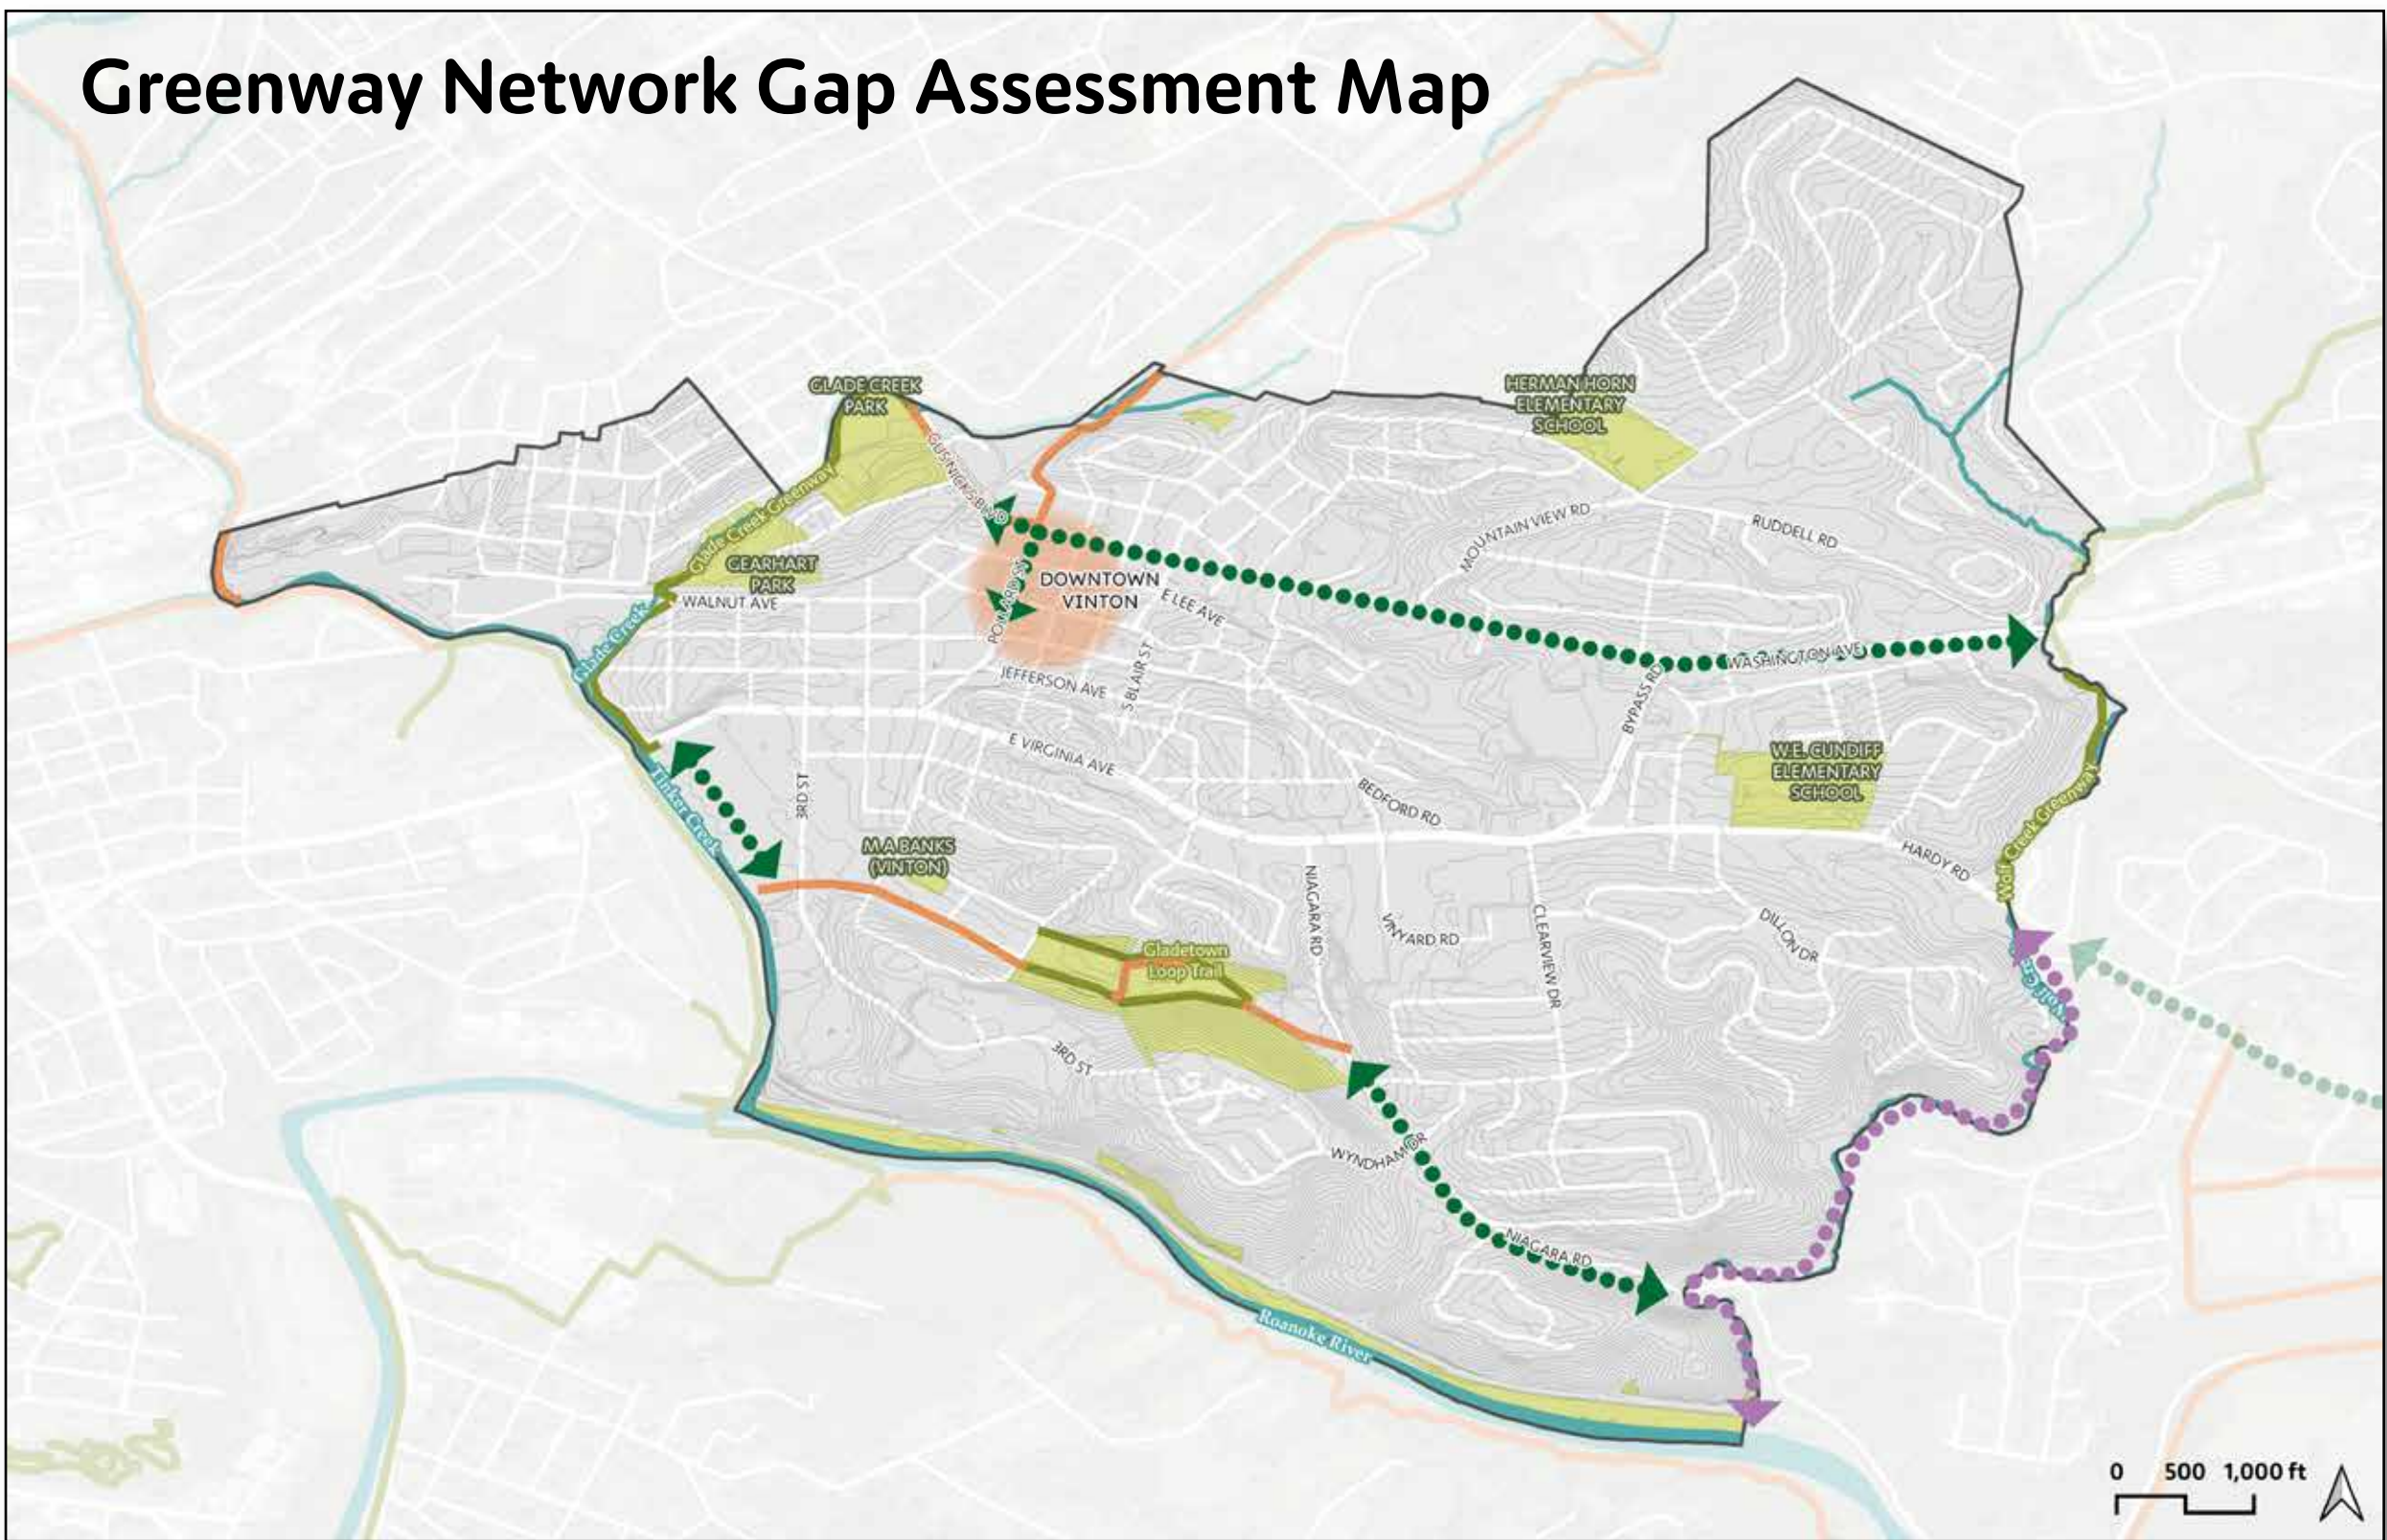 Greenway Network Gap Assessment Map
GLADE CREEK
PARK
HERMAN HORN
ELEMENTARY
SCHOOL
GUS NICKS BLVD
Glade Creek Greenway
MOUNTAIN VIEW RD
RUDDELL RD
GEARHART
PARK
WALNUT AVE
DOWNTOWN
VINTON
POLLARD ST
E LEE AVE
Glade Creek
WASHINGTON AVE
JEFFERSON AVE
S BLAIR ST
BYPASS RD
E VIRGINIA AVE
W.E. CUNDIFF
ELEMENTARY
SCHOOL
Tinker Creek
3RD ST
BEDFORD RD
Wolf Creek Greenway
HARDY RD
M.A BANKS
(VINTON)
NIAGARA RD
VINYARD RD
CLEARVIEW DR
DILLON DR
Gladetown
Loop Trail
3RD ST
WYNDHAM DR
NIAGARA RD
Roanoke River
0 500 1,000 ft